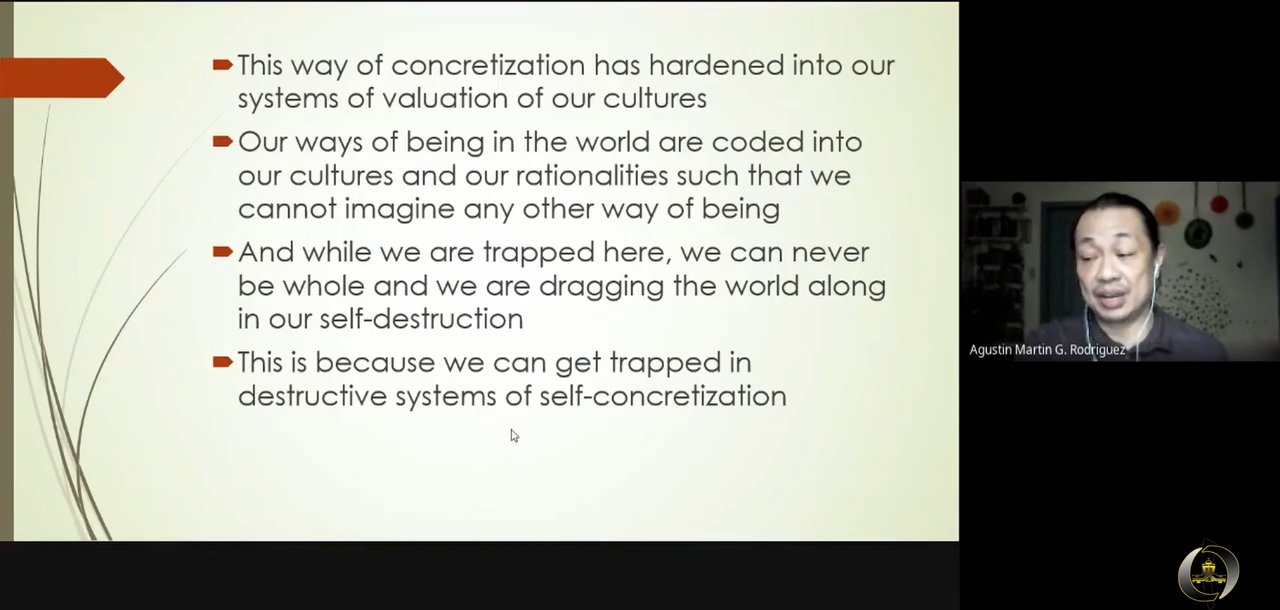 This way of concretization has hardened into our
systems of valuation of our cultures
Our ways of being in the world are coded into
our cultures and our rationalities such that we
cannot imagine any other way of being
And while we are trapped here, we can never
be whole and we are dragging the world along
in our self-destruction
This is because we can get trapped in
destructive systems of self-concretization
Agustin Martin G. Rodriguez